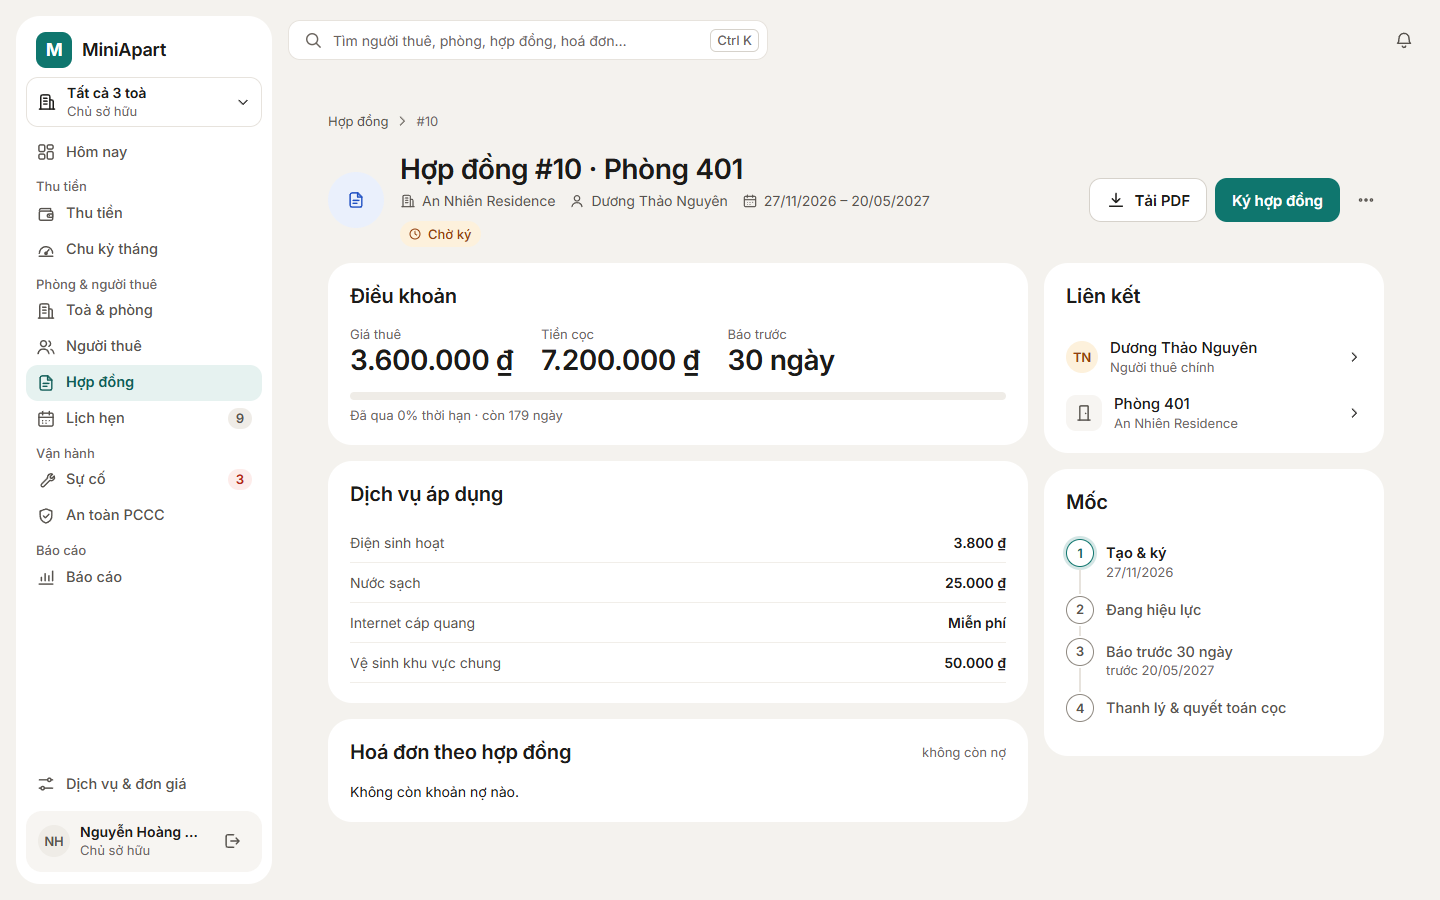 M MiniApart
Tất cả 3 toà
Chủ sở hữu
Hôm nay
Thu tiền
Thu tiền
Chu kỳ tháng
Phòng & người thuê
Toà & phòng
Người thuê
Hợp đồng
Lịch hẹn 9
Vận hành
Sự cố 3
An toàn PCCC
Báo cáo
Báo cáo
Dịch vụ & đơn giá
NH Nguyễn Hoàng ...
Chủ sở hữu
Tìm người thuê, phòng, hợp đồng, hoá đơn... Ctrl K
Hợp đồng > #10
Hợp đồng #10 · Phòng 401
An Nhiên Residence Dương Thảo Nguyên 27/11/2026 – 20/05/2027
Chờ ký
Tải PDF Ký hợp đồng
Điều khoản
Giá thuê Tiền cọc Báo trước
3.600.000 ₫ 7.200.000 ₫ 30 ngày
Đã qua 0% thời hạn · còn 179 ngày
Dịch vụ áp dụng
Điện sinh hoạt 3.800 ₫
Nước sạch 25.000 ₫
Internet cáp quang Miễn phí
Vệ sinh khu vực chung 50.000 ₫
Hoá đơn theo hợp đồng không còn nợ
Không còn khoản nợ nào.
Liên kết
TN Dương Thảo Nguyên
Người thuê chính
Phòng 401
An Nhiên Residence
Mốc
1 Tạo & ký
27/11/2026
2 Đang hiệu lực
3 Báo trước 30 ngày
trước 20/05/2027
4 Thanh lý & quyết toán cọc